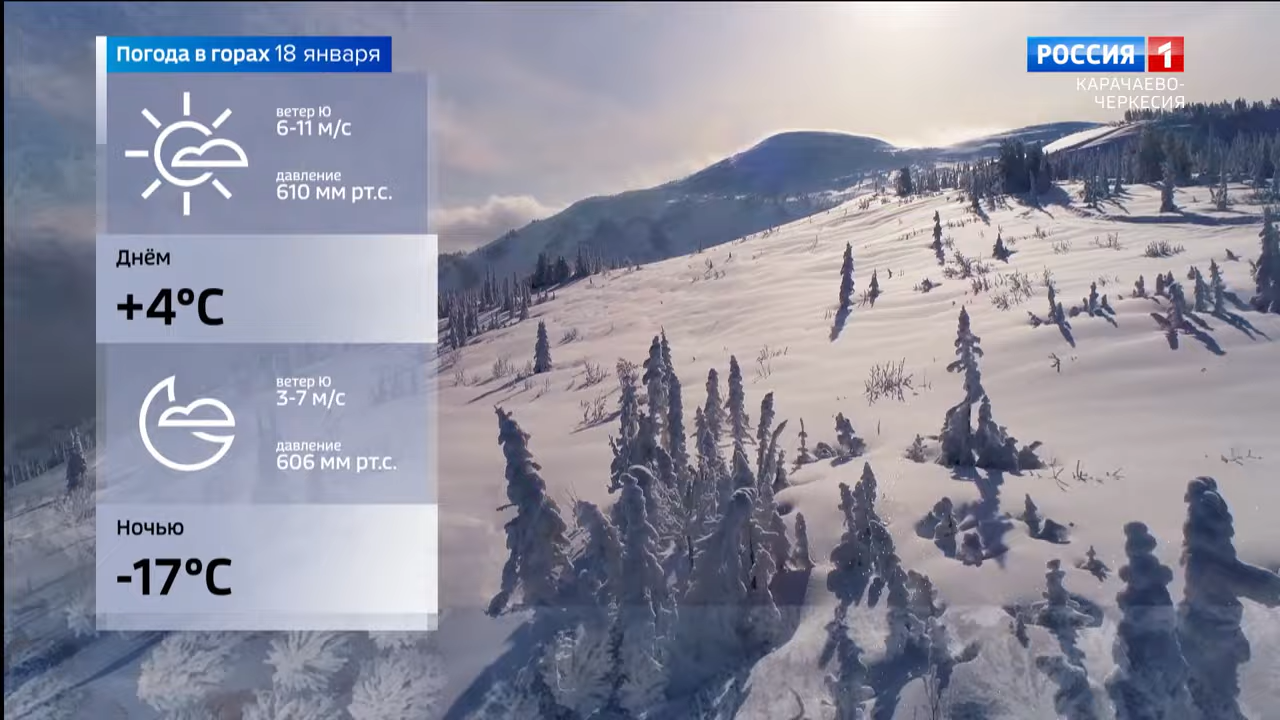 Погода в горах 18 января
РОССИЯ 1
КАРАЧАЕВО-
ЧЕРКЕСИЯ
ветер Ю
6-11 м/с
давление
610 мм рт.с.
Днём
+4°C
ветер Ю
3-7 м/с
давление
606 мм рт.с.
Ночью
-17°C